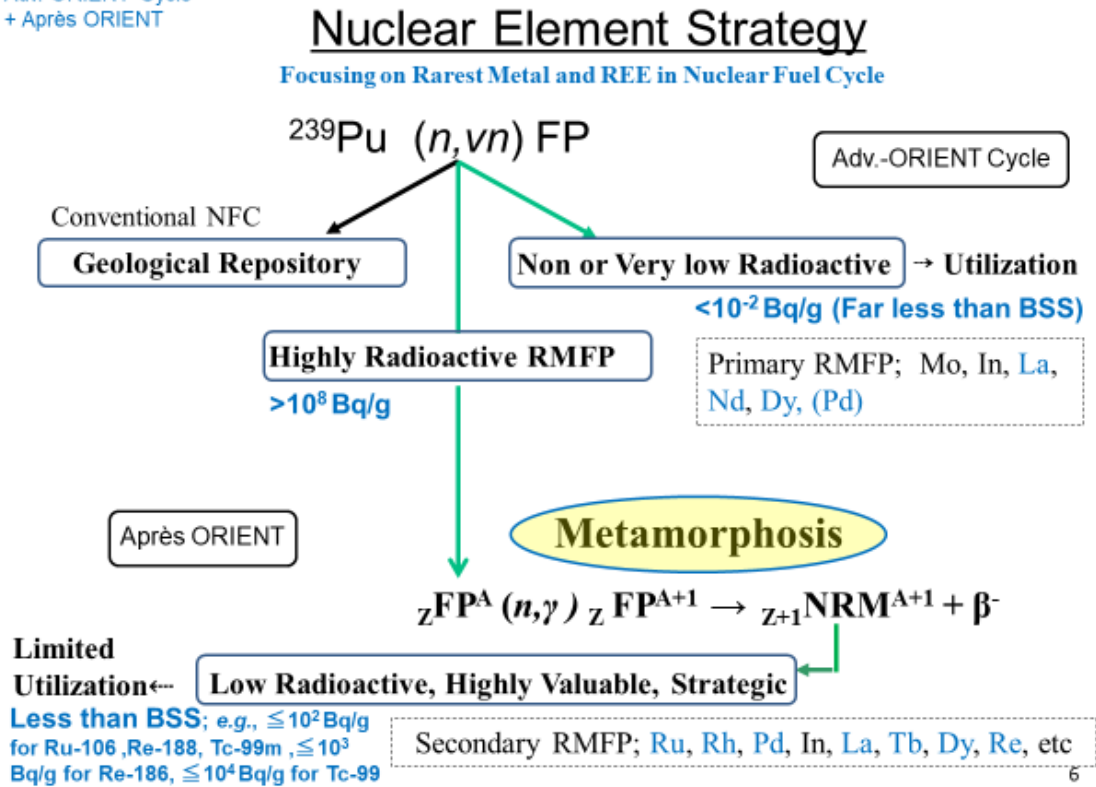 + Après ORIENT
Nuclear Element Strategy
Focusing on Rarest Metal and REE in Nuclear Fuel Cycle
²³⁹Pu (n,νn) FP
Adv.-ORIENT Cycle
Conventional NFC
Geological Repository
Non or Very low Radioactive → Utilization
<10⁻² Bq/g (Far less than BSS)
Highly Radioactive RMFP
>10⁸ Bq/g
Primary RMFP; Mo, In, La,
Nd, Dy, (Pd)
Après ORIENT
Metamorphosis
zFPᴬ (n,γ) z FPᴬ⁺¹ → z+1NRMᴬ⁺¹ + β⁻
Limited
Utilization←--
Low Radioactive, Highly Valuable, Strategic
Less than BSS; e.g., ≦10² Bq/g
for Ru-106 ,Re-188, Tc-99m ,≦10³
Bq/g for Re-186, ≦10⁴ Bq/g for Tc-99
Secondary RMFP; Ru, Rh, Pd, In, La, Tb, Dy, Re, etc
6